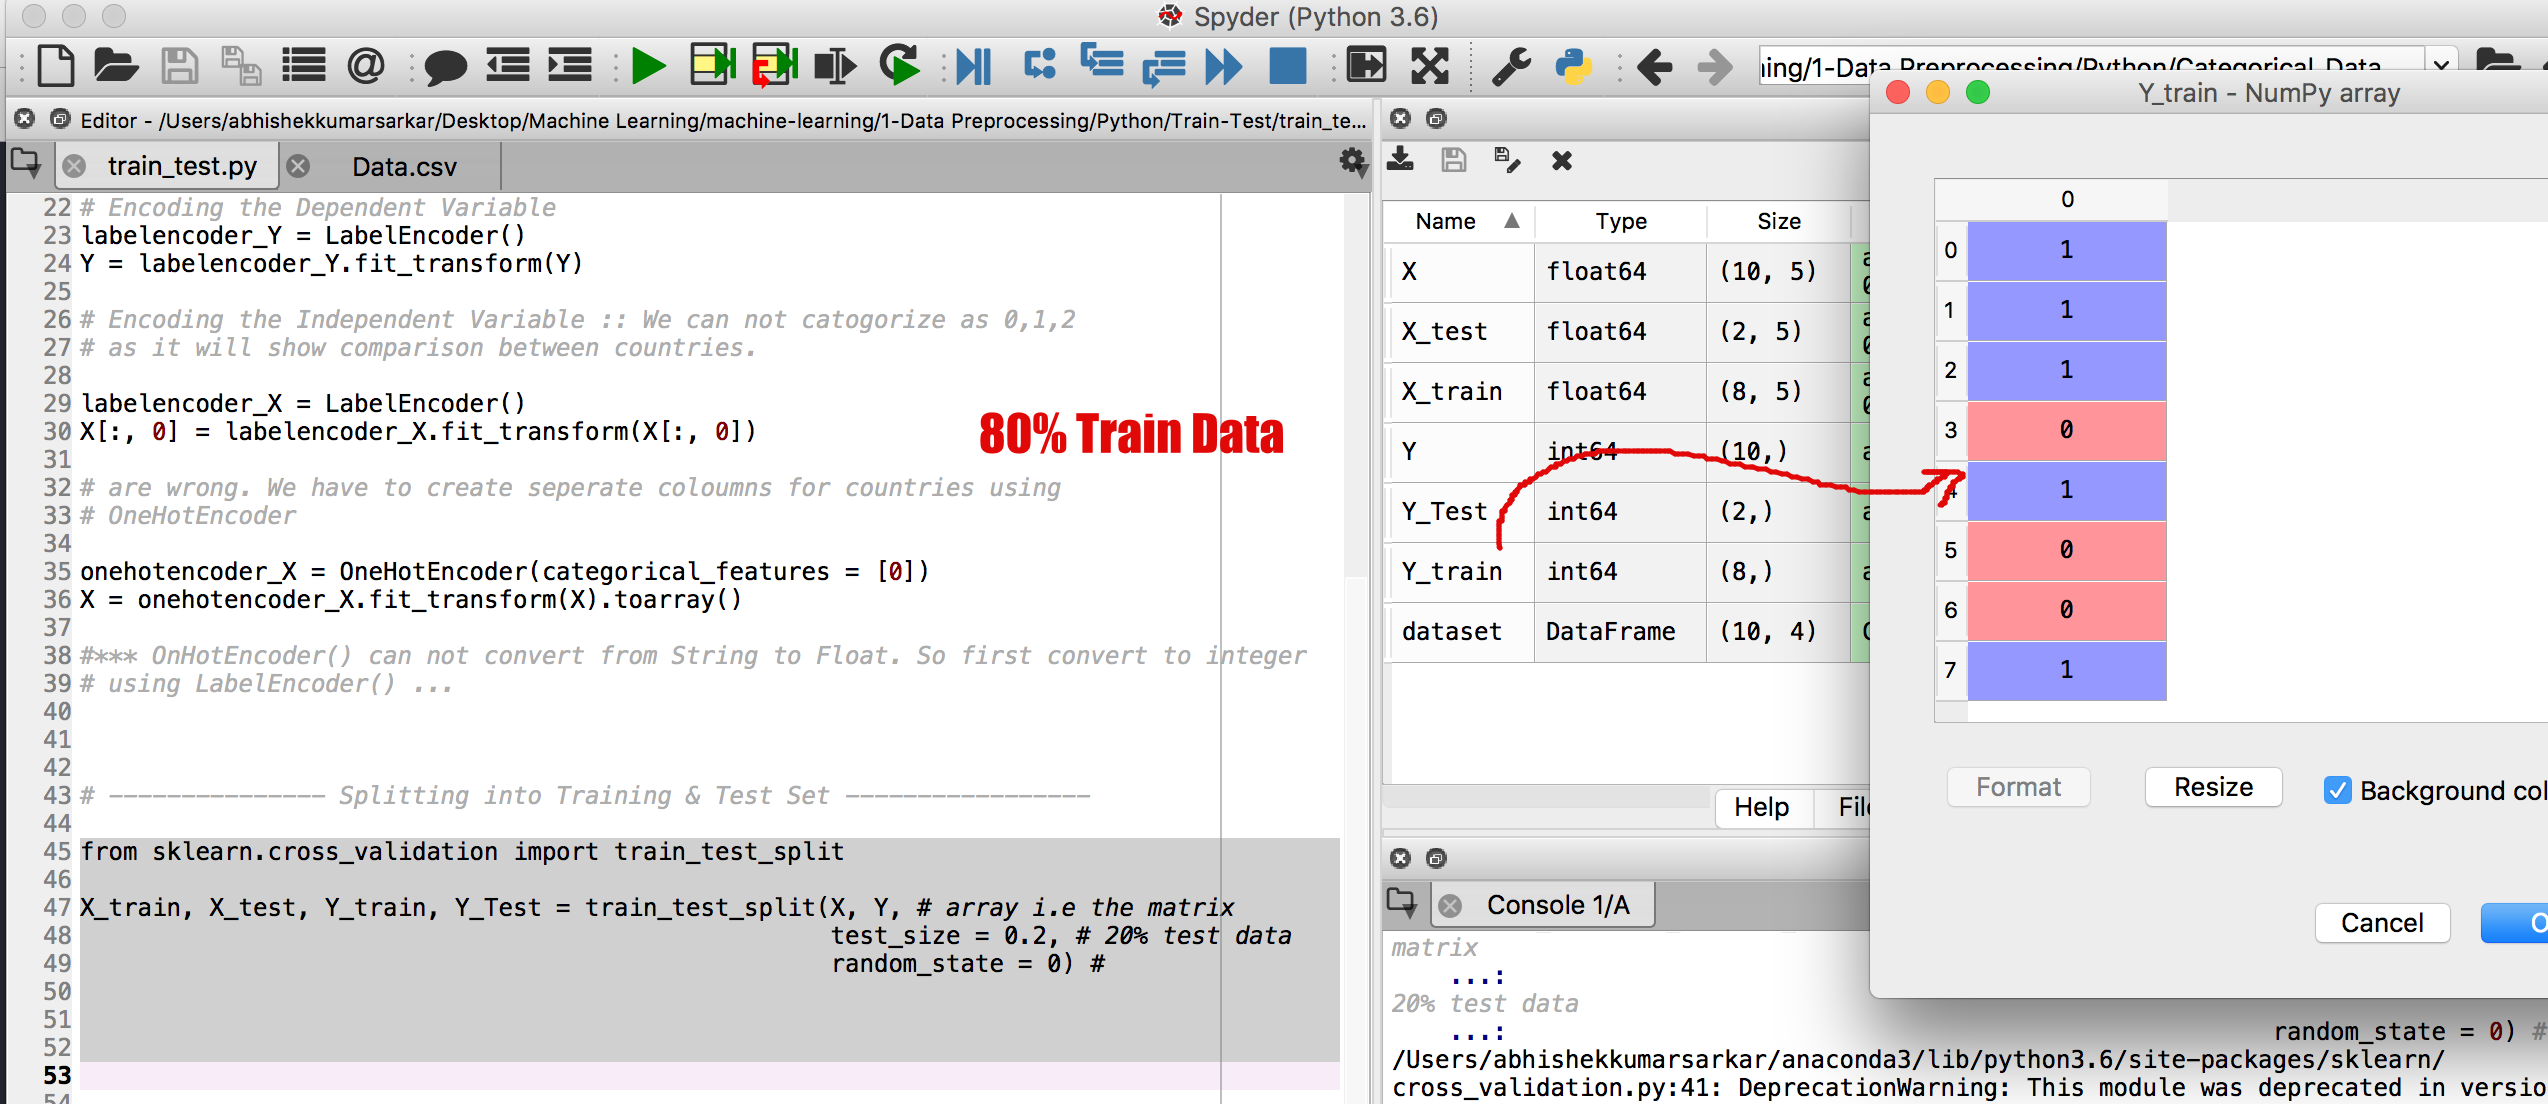 Spyder (Python 3.6)
ing/1-Data Preprocessing/Python/Categorical Data
Editor - /Users/abhishekkumarsarkar/Desktop/Machine Learning/machine-learning/1-Data Preprocessing/Python/Train-Test/train_te...
train_test.py
Data.csv
22 # Encoding the Dependent Variable
23 labelencoder_Y = LabelEncoder()
24 Y = labelencoder_Y.fit_transform(Y)
25
26 # Encoding the Independent Variable :: We can not catogorize as 0,1,2
27 # as it will show comparison between countries.
28
29 labelencoder_X = LabelEncoder()
30 X[:, 0] = labelencoder_X.fit_transform(X[:, 0])
31
32 # are wrong. We have to create seperate coloumns for countries using
33 # OneHotEncoder
34
35 onehotencoder_X = OneHotEncoder(categorical_features = [0])
36 X = onehotencoder_X.fit_transform(X).toarray()
37
38 #*** OnHotEncoder() can not convert from String to Float. So first convert to integer
39 # using LabelEncoder() ...
40
41
42
43 # --------------- Splitting into Training & Test Set -----------------
44
45 from sklearn.cross_validation import train_test_split
46
47 X_train, X_test, Y_train, Y_Test = train_test_split(X, Y, # array i.e the matrix
48 test_size = 0.2, # 20% test data
49 random_state = 0) #
50
51
52
53
54
80% Train Data
Name Type Size
X float64 (10, 5)
X_test float64 (2, 5)
X_train float64 (8, 5)
Y int64 (10,)
Y_Test int64 (2,)
Y_train int64 (8,)
dataset DataFrame (10, 4)
Help
Console 1/A
matrix
...:
20% test data
...:
random_state = 0) #
/Users/abhishekkumarsarkar/anaconda3/lib/python3.6/site-packages/sklearn/
cross_validation.py:41: DeprecationWarning: This module was deprecated in versio
Y_train - NumPy array
0
0 1
1 1
2 1
3 0
4 1
5 0
6 0
7 1
Format
Resize
Background col
Cancel